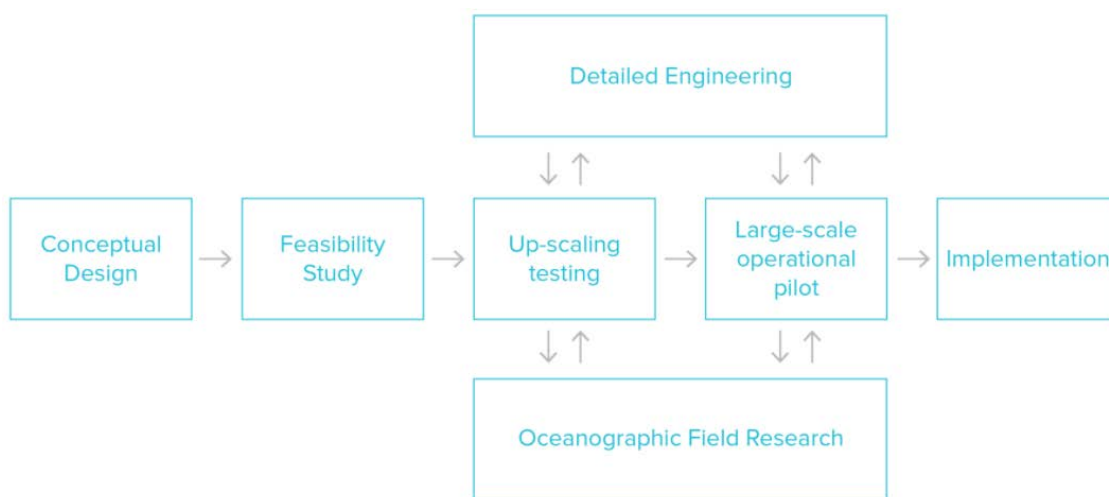 Detailed Engineering
Conceptual
Design
Feasibility
Study
Up-scaling
testing
Large-scale
operational
pilot
Implementation
Oceanographic Field Research